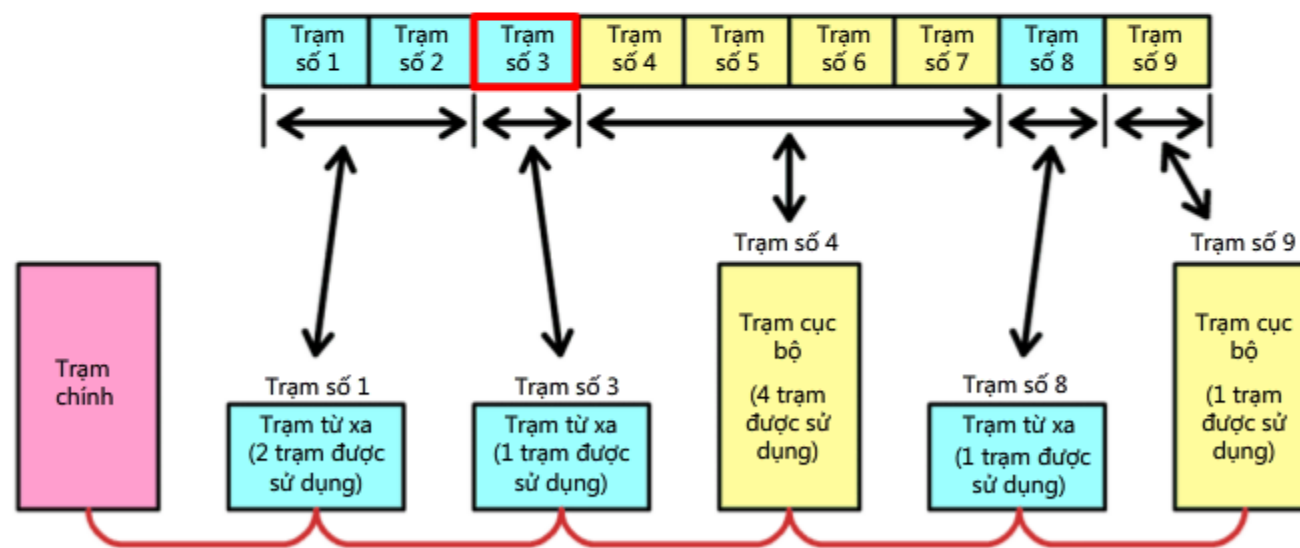 Trạm
số 1
Trạm
số 2
Trạm
số 3
Trạm
số 4
Trạm
số 5
Trạm
số 6
Trạm
số 7
Trạm
số 8
Trạm
số 9
Trạm
chính
Trạm số 1
Trạm từ xa
(2 trạm được
sử dụng)
Trạm số 3
Trạm từ xa
(1 trạm được
sử dụng)
Trạm số 4
Trạm cục
bộ
(4 trạm
được sử
dụng)
Trạm số 8
Trạm từ xa
(1 trạm được
sử dụng)
Trạm số 9
Trạm cục
bộ
(1 trạm
được sử
dụng)